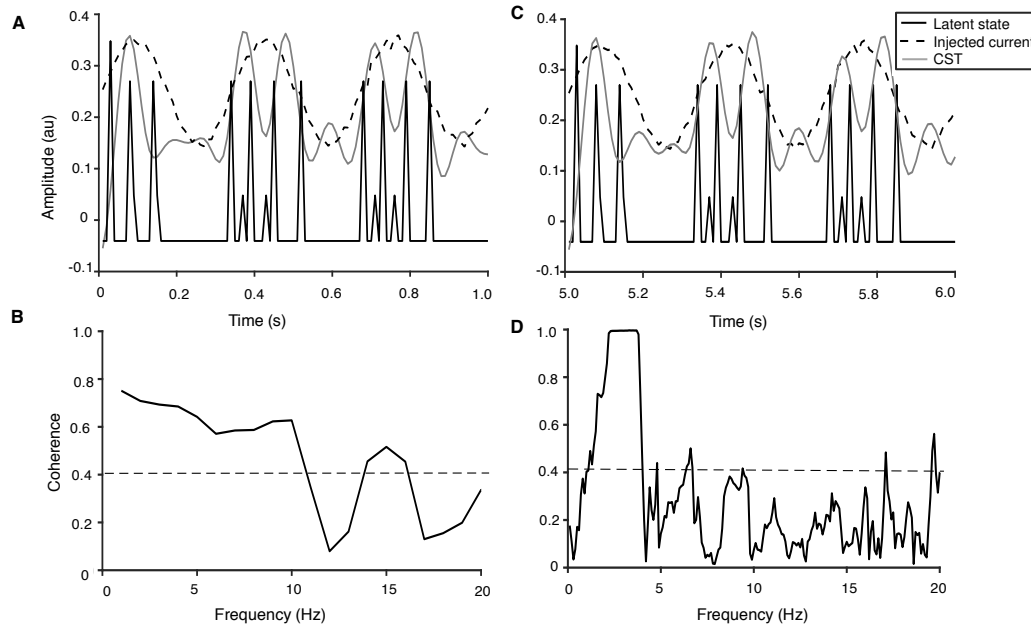 A
0.4
0.3
0.2
0.1
0
-0.1
Amplitude (au)
0 0.2 0.4 0.6 0.8 1.0
Time (s)
C
0.4
0.3
0.2
0.1
0
-0.1
5.0 5.2 5.4 5.6 5.8 6.0
Time (s)
Latent state
Injected current
CST
B
1.0
0.8
0.6
0.4
0.2
0
Coherence
0 5 10 15 20
Frequency (Hz)
D
1.0
0.8
0.6
0.4
0.2
0
0 5 10 15 20
Frequency (Hz)